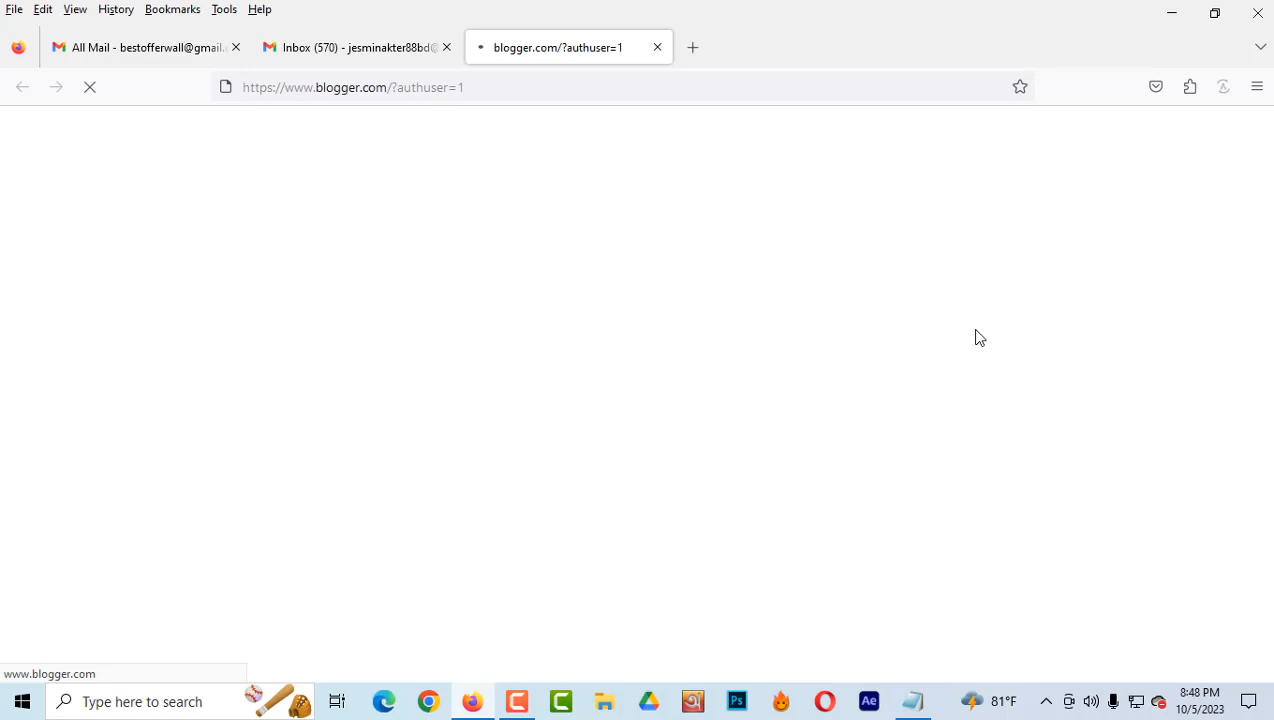 File Edit View History Bookmarks Tools Help
All Mail - bestofferwall@gmail. Inbox (570) - jesminakter88bd@ blogger.com/?authuser=1
https://www.blogger.com/?authuser=1
www.blogger.com
Type here to search
Ps
আ
Ae
81°F
8:48 PM
10/5/2023